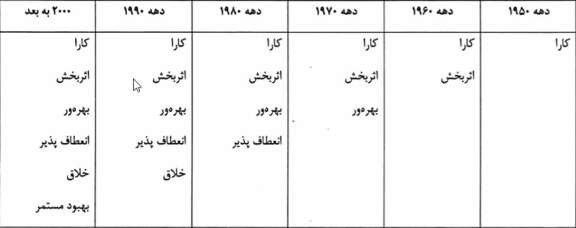 دهه ۱۹۵۰ دهه ۱۹۶۰ دهه ۱۹۷۰ دهه ۱۹۸۰ دهه ۱۹۹۰ ۲۰۰۰ به بعد
کارا کارا کارا کارا کارا کارا
اثربخش اثربخش اثربخش اثربخش اثربخش
بهره‌ور بهره‌ور بهره‌ور بهره‌ور
انعطاف پذیر انعطاف پذیر انعطاف پذیر
خلاق خلاق
بهبود مستمر